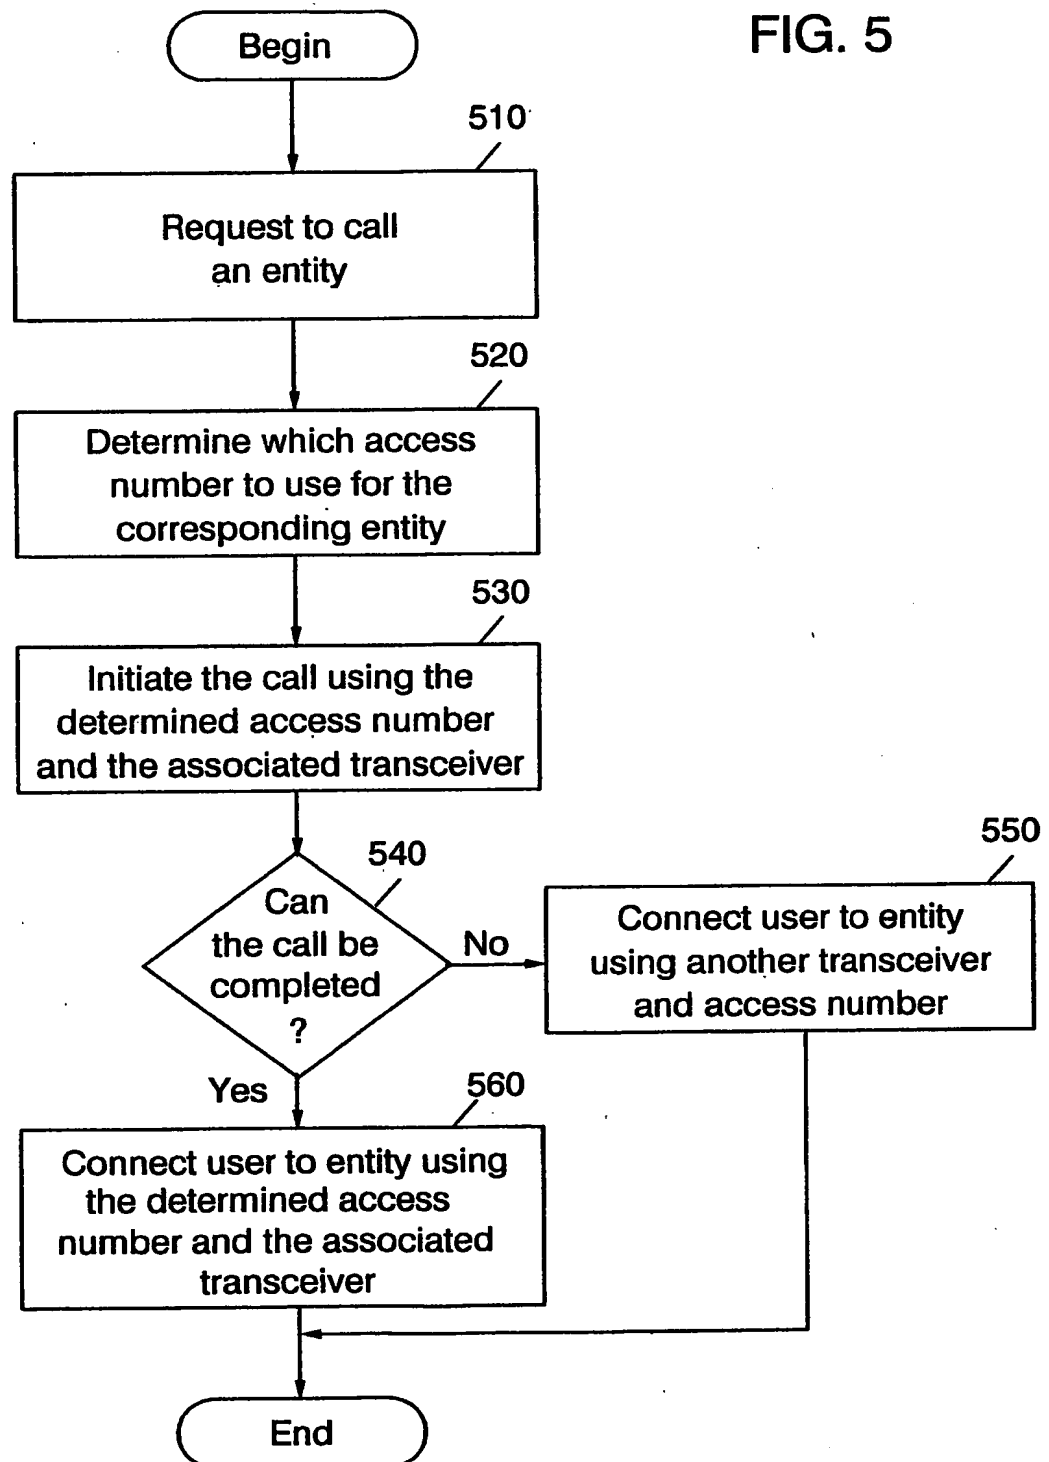 FIG. 5
Begin
510
Request to call
an entity
520
Determine which access
number to use for the
corresponding entity
530
Initiate the call using the
determined access number
and the associated transceiver
540
Can
the call be
completed
?
No
550
Connect user to entity
using another transceiver
and access number
Yes
560
Connect user to entity using
the determined access
number and the associated
transceiver
End